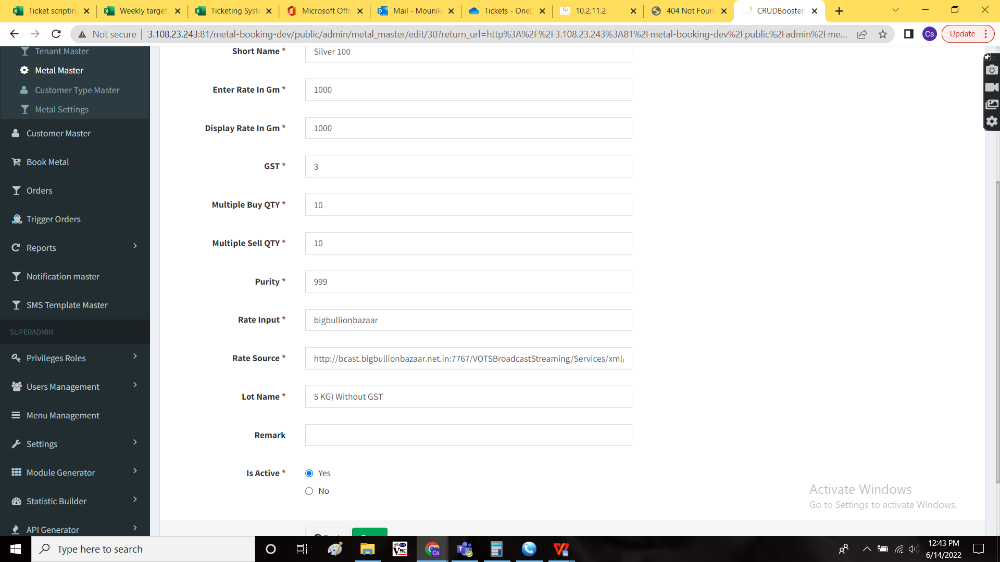 Ticket scripting
Weekly target.
Ticketing Syste
Microsoft Offic
Mail - Mounik
Tickets - OneD
10.2.11.2
404 Not Foun
CRUDBooster:
Not secure
3.108.23.243:81/metal-booking-dev/public/admin/metal_master/edit/30?return_url=http%3A%2F%2F3.108.23.243%3A81%2Fmetal-booking-dev%2Fpublic%2Fadmin%2Fme...
Cs
Update
Tenant Master
Metal Master
Customer Type Master
Metal Settings
Customer Master
Book Metal
Orders
Trigger Orders
Reports
Notification master
SMS Template Master
SUPERADMIN
Privileges Roles
Users Management
Menu Management
Settings
Module Generator
Statistic Builder
API Generator
Short Name * Silver 100
Enter Rate In Gm * 1000
Display Rate In Gm * 1000
GST * 3
Multiple Buy QTY * 10
Multiple Sell QTY * 10
Purity * 999
Rate Input * bigbullionbazaar
Rate Source * http://bcast.bigbullionbazaar.net.in:7767/VOTSBroadcastStreaming/Services/xml/
Lot Name * 5 KG) Without GST
Remark
Is Active * Yes
No
Activate Windows
Go to Settings to activate Windows.
Type here to search
12:43 PM
6/14/2022